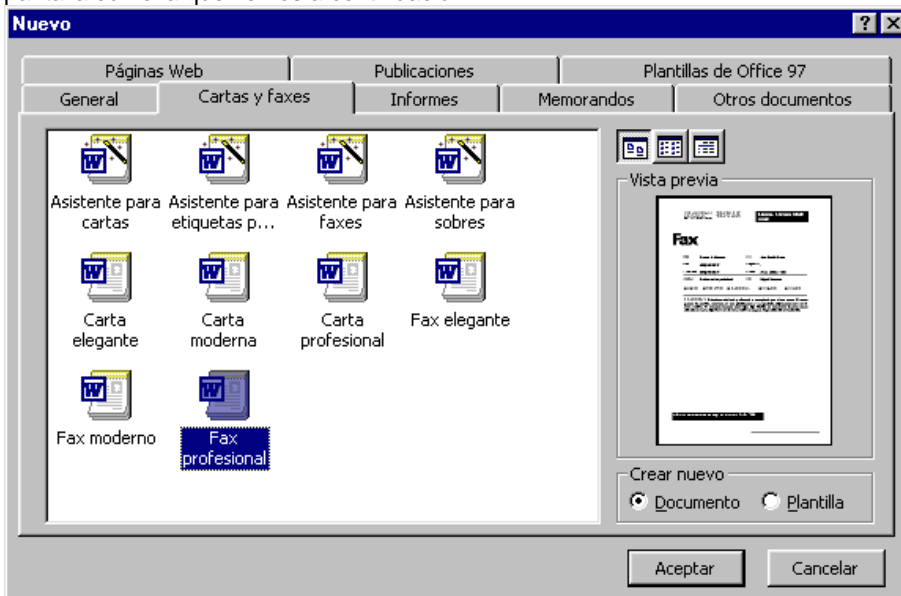 Nuevo
Páginas Web Publicaciones Plantillas de Office 97
General Cartas y faxes Informes Memorandos Otros documentos
Asistente para cartas
Asistente para etiquetas p...
Asistente para faxes
Asistente para sobres
Carta elegante
Carta moderna
Carta profesional
Fax elegante
Fax moderno
Fax profesional
Vista previa
Fax
Crear nuevo
Documento Plantilla
Aceptar Cancelar